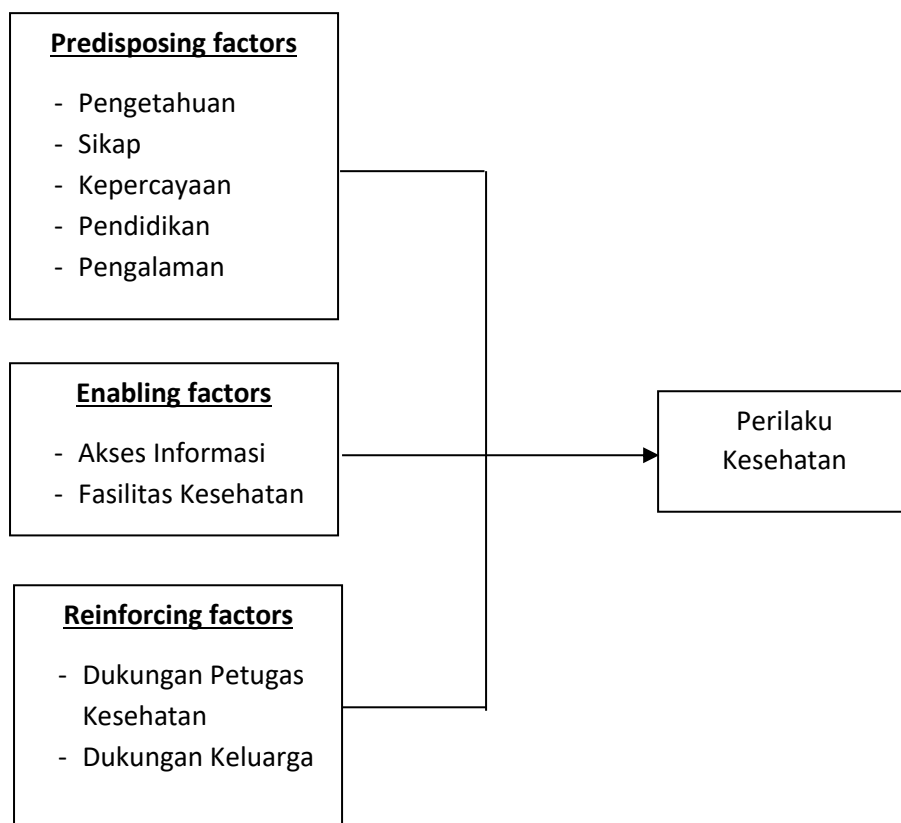 Predisposing factors
- Pengetahuan
- Sikap
- Kepercayaan
- Pendidikan
- Pengalaman
Enabling factors
- Akses Informasi
- Fasilitas Kesehatan
Perilaku
Kesehatan
Reinforcing factors
- Dukungan Petugas
Kesehatan
- Dukungan Keluarga